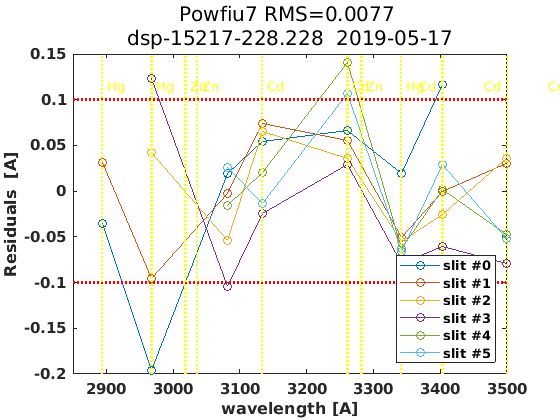 Powfiu7 RMS=0.0077
dsp-15217-228.228 2019-05-17
0.15
0.1
0.05
0
-0.05
-0.1
-0.15
-0.2
Residuals [A]
Hg
Hg
Zn
Cd
Zn
Hg
Cd
Cd
slit #0
slit #1
slit #2
slit #3
slit #4
slit #5
2900
3000
3100
3200
3300
3400
3500
wavelength [A]